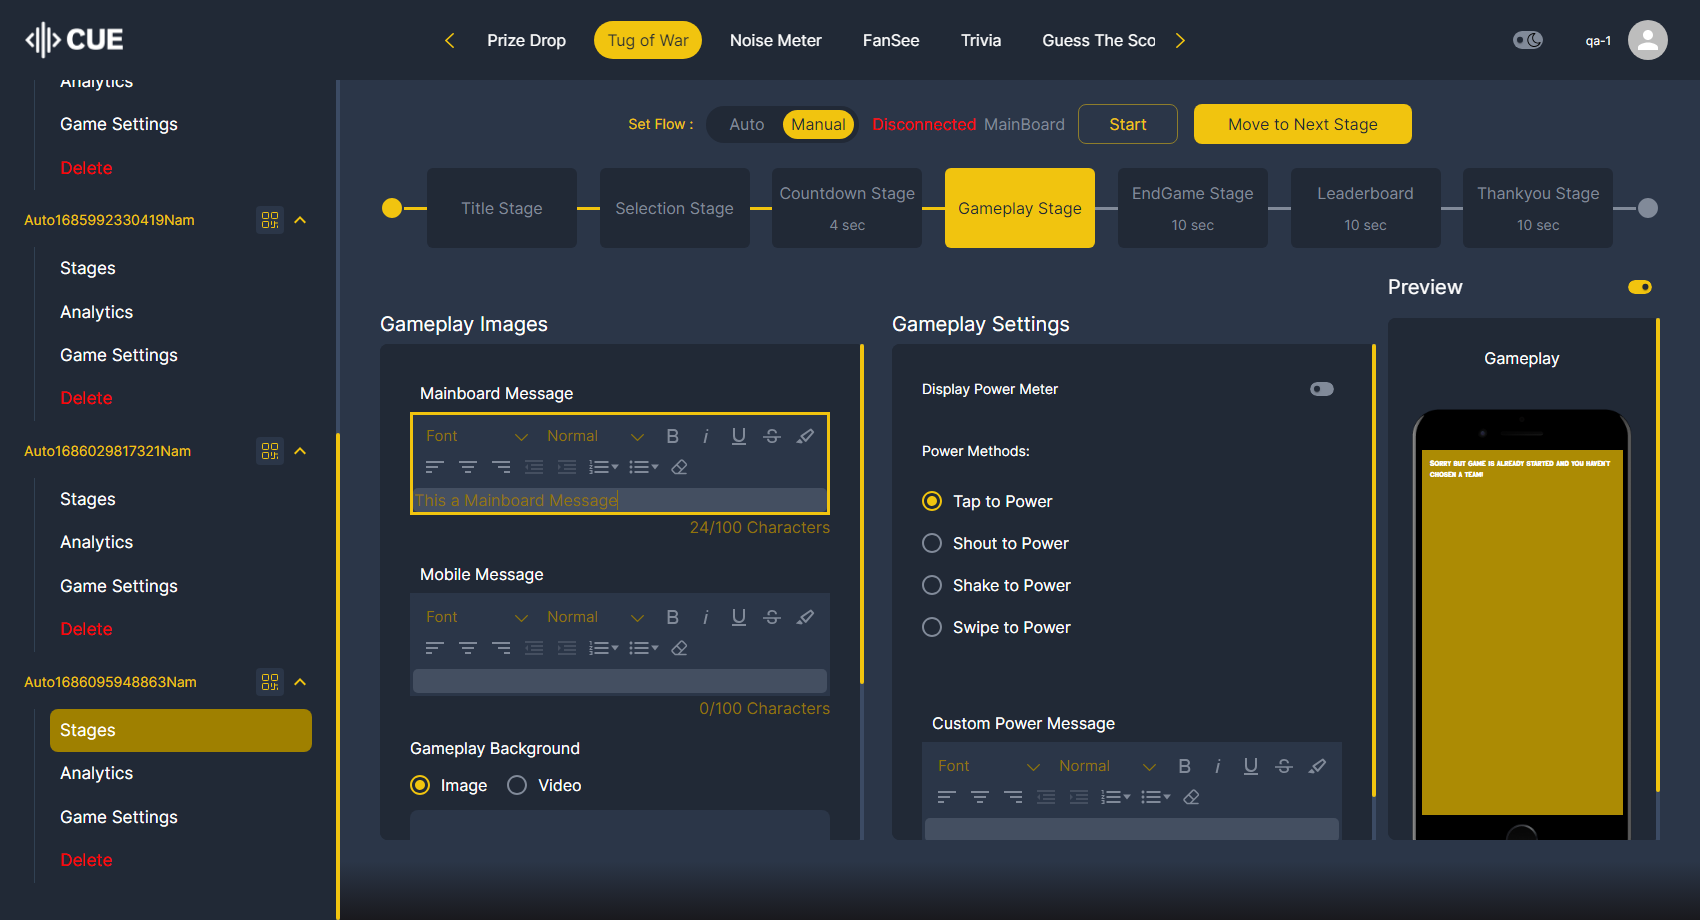 CUE
Prize Drop
Tug of War
Noise Meter
FanSee
Trivia
Guess The Sco
qa-1
Analytics
Game Settings
Delete
Auto1685992330419Nam
Stages
Analytics
Game Settings
Delete
Auto1686029817321Nam
Stages
Analytics
Game Settings
Delete
Auto1686095948863Nam
Stages
Analytics
Game Settings
Delete
Set Flow : Auto Manual Disconnected MainBoard Start Move to Next Stage
Title Stage
Selection Stage
Countdown Stage
4 sec
Gameplay Stage
EndGame Stage
10 sec
Leaderboard
10 sec
Thankyou Stage
10 sec
Gameplay Images
Mainboard Message
Font Normal B i U S
This a Mainboard Message
24/100 Characters
Mobile Message
Font Normal B i U S
0/100 Characters
Gameplay Background
Image Video
Gameplay Settings
Display Power Meter
Power Methods:
Tap to Power
Shout to Power
Shake to Power
Swipe to Power
Custom Power Message
Font Normal B i U S
Preview
Gameplay
Sorry but game is already started and you haven't
chosen a team!